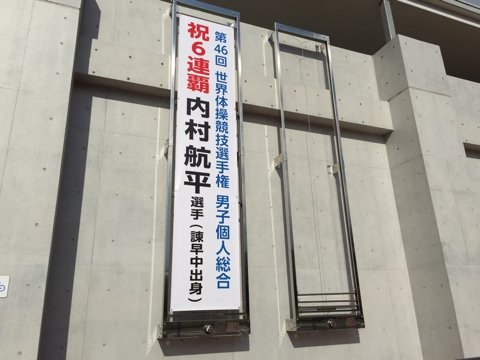 第46回 世界体操競技選手権 男子個人総合
祝6連覇 内村航平 選手（諫早中出身）